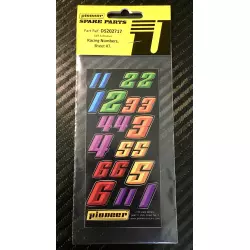 pioneer
SPARE PARTS
Part Ref: DS202717
Racing Numbers,
Sheet #7.
11 22
2 33
44 3
4 55
66 5
6 11 1
pioneer